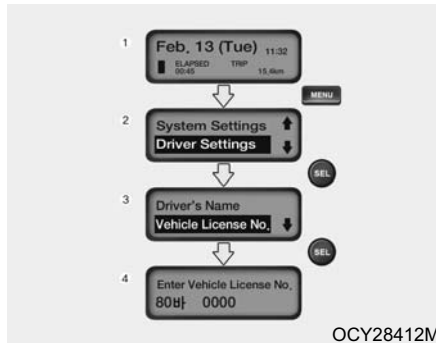 1
Feb, 13 (Tue) 11:32
ELAPSED TRIP
00:45 15,6km
MENU
2
System Settings
Driver Settings
SEL
3
Driver's Name
Vehicle License No,
SEL
4
Enter Vehicle License No,
80바 0000
OCY28412M